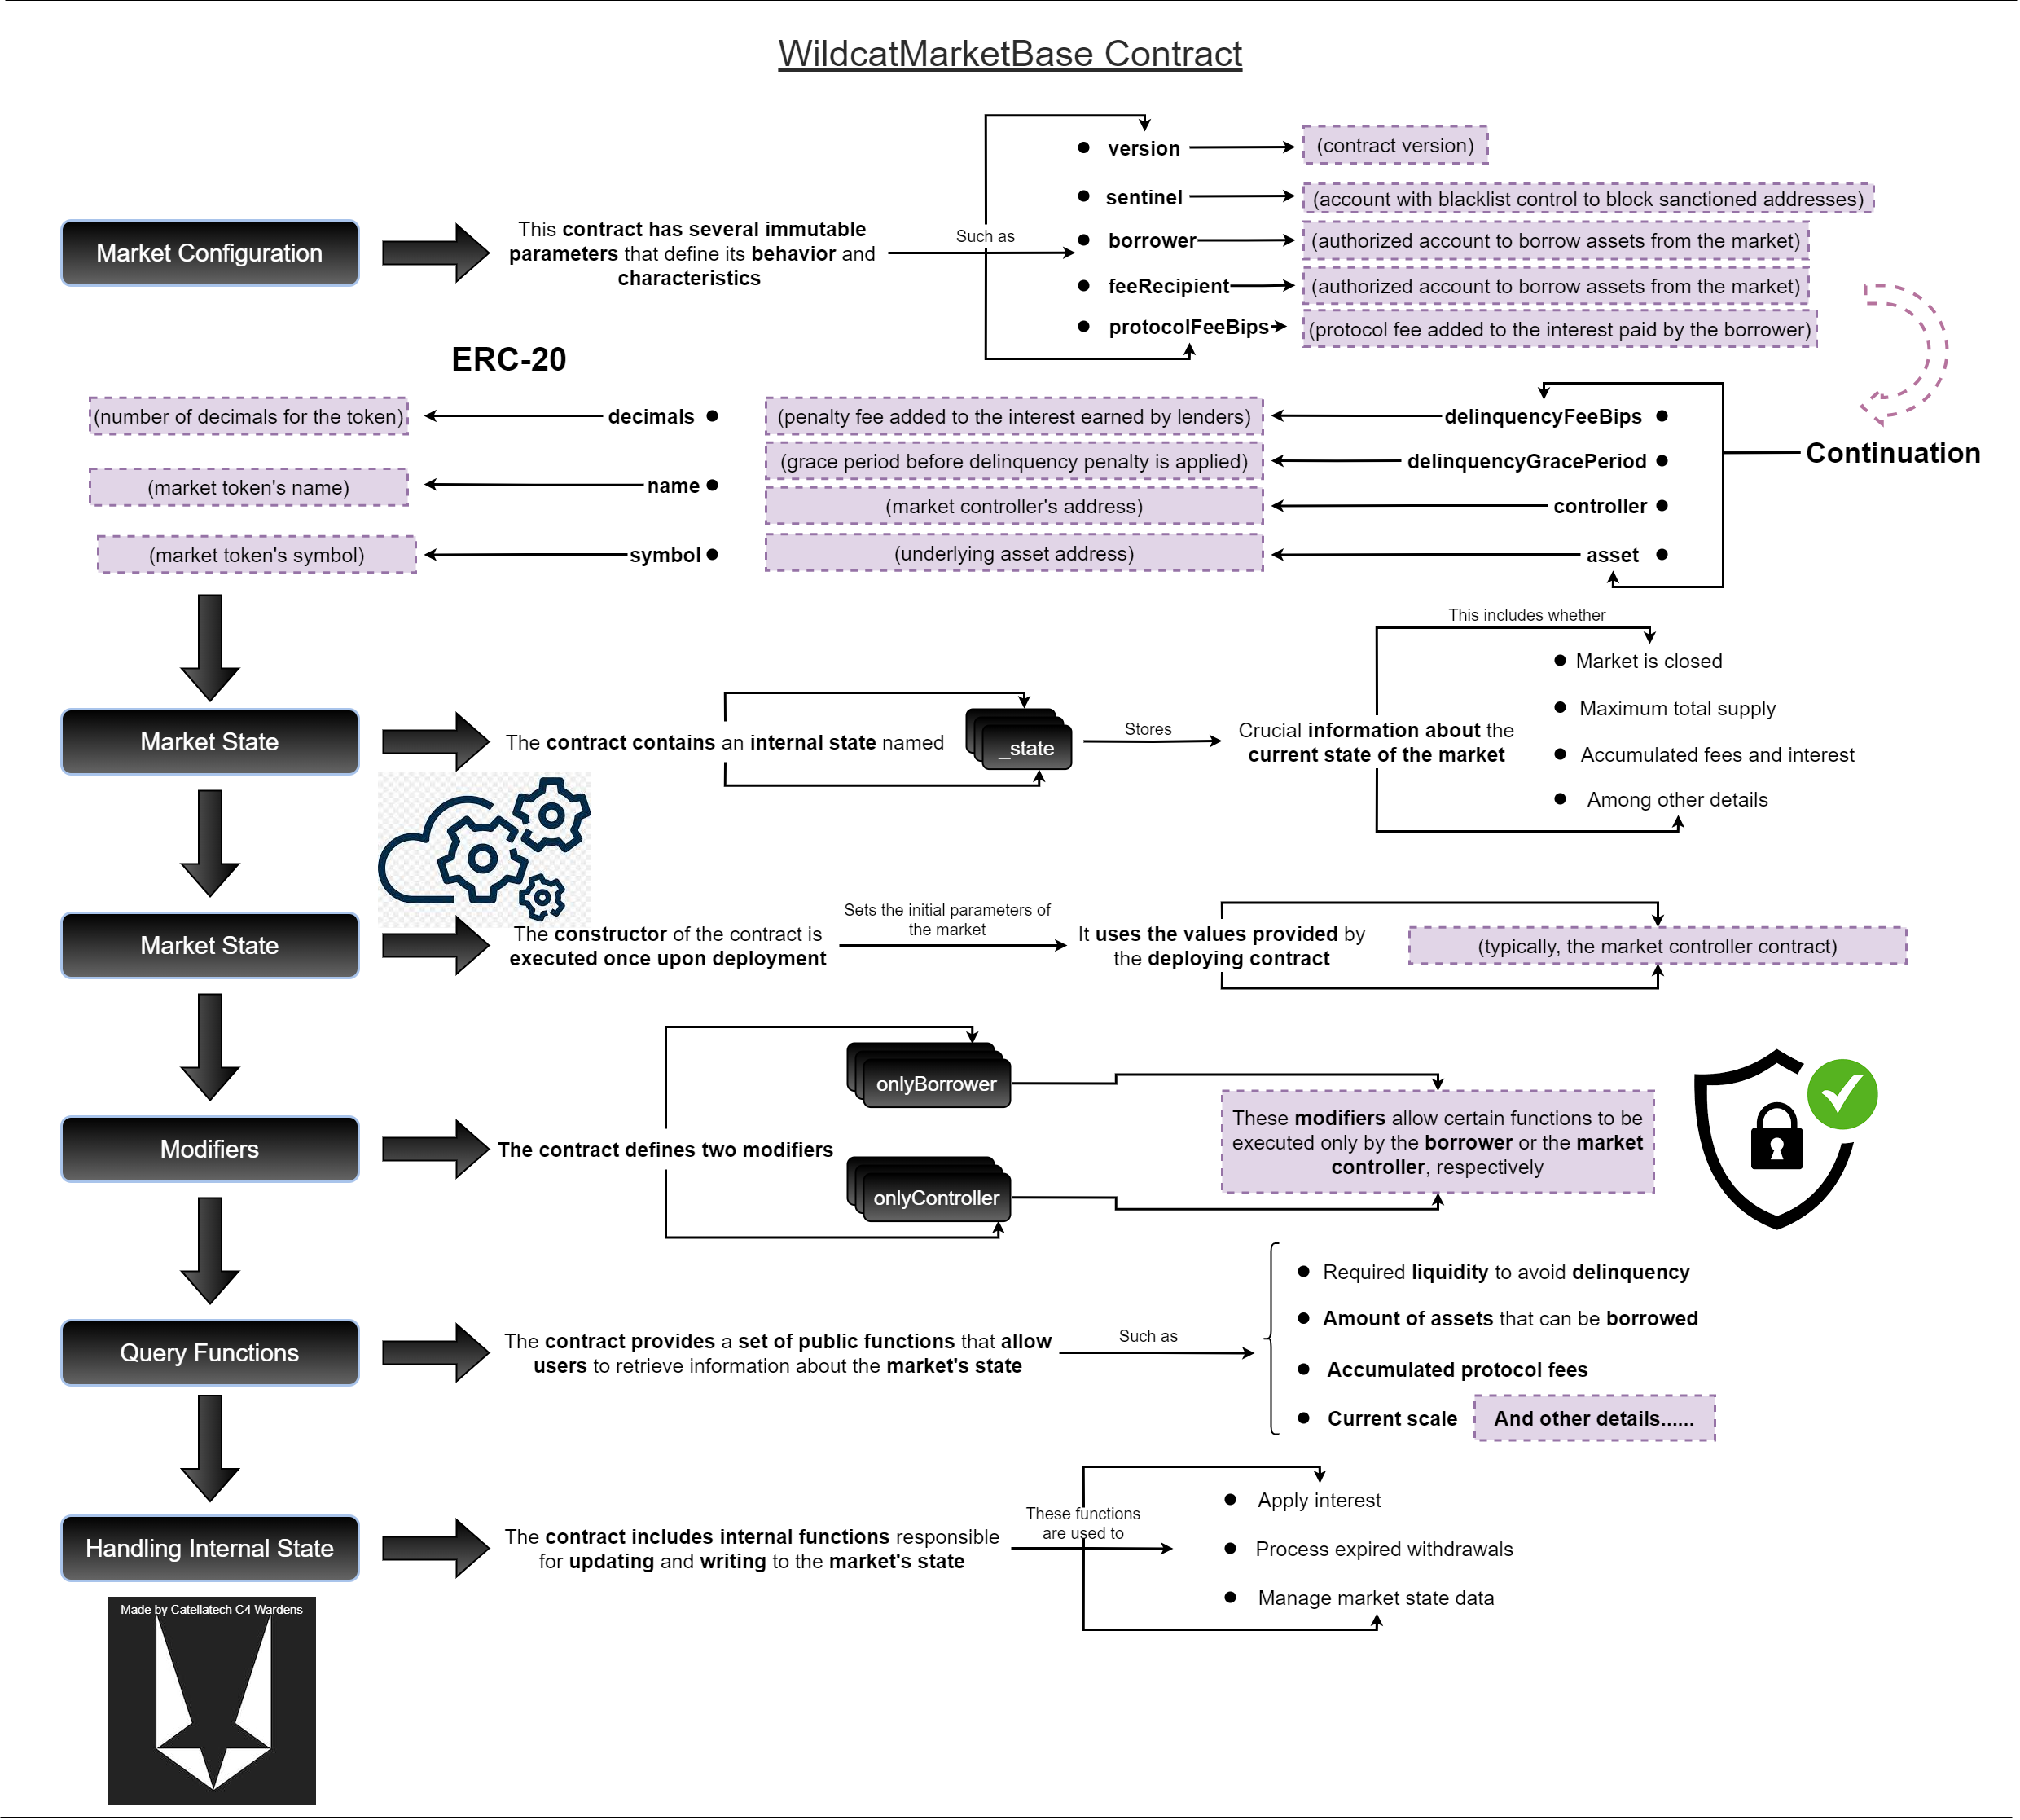 WildcatMarketBase Contract
Market Configuration
This contract has several immutable
parameters that define its behavior and
characteristics
Such as
version
(contract version)
sentinel
(account with blacklist control to block sanctioned addresses)
borrower
(authorized account to borrow assets from the market)
feeRecipient
(authorized account to borrow assets from the market)
protocolFeeBips
(protocol fee added to the interest paid by the borrower)
Continuation
delinquencyFeeBips
(penalty fee added to the interest earned by lenders)
delinquencyGracePeriod
(grace period before delinquency penalty is applied)
controller
(market controller's address)
asset
(underlying asset address)
ERC-20
decimals
(number of decimals for the token)
name
(market token's name)
symbol
(market token's symbol)
Market State
The contract contains an internal state named
_state
Stores
Crucial information about the
current state of the market
This includes whether
Market is closed
Maximum total supply
Accumulated fees and interest
Among other details
Market State
The constructor of the contract is
executed once upon deployment
Sets the initial parameters of
the market
It uses the values provided by
the deploying contract
(typically, the market controller contract)
Modifiers
The contract defines two modifiers
onlyBorrower
onlyController
These modifiers allow certain functions to be
executed only by the borrower or the market
controller, respectively
Query Functions
The contract provides a set of public functions that allow
users to retrieve information about the market's state
Such as
Required liquidity to avoid delinquency
Amount of assets that can be borrowed
Accumulated protocol fees
Current scale
And other details......
Handling Internal State
The contract includes internal functions responsible
for updating and writing to the market's state
These functions
are used to
Apply interest
Process expired withdrawals
Manage market state data
Made by Catellatech C4 Wardens